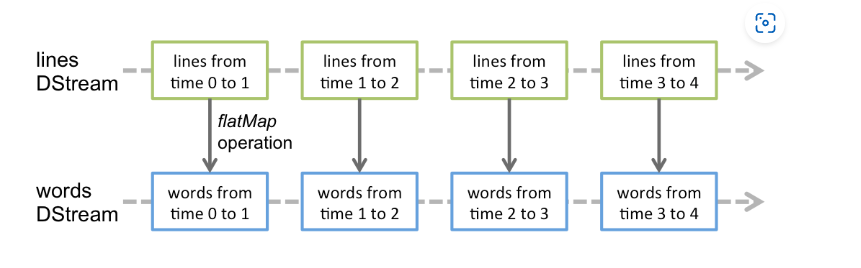 lines
DStream
lines from
time 0 to 1
lines from
time 1 to 2
lines from
time 2 to 3
lines from
time 3 to 4
flatMap
operation
words
DStream
words from
time 0 to 1
words from
time 1 to 2
words from
time 2 to 3
words from
time 3 to 4